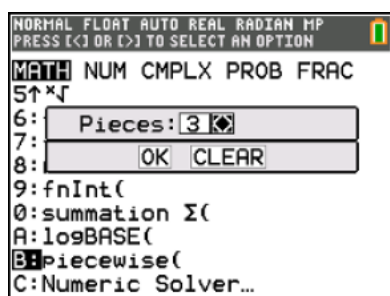 NORMAL FLOAT AUTO REAL RADIAN MP
PRESS [<] OR [>] TO SELECT AN OPTION
MATH NUM CMPLX PROB FRAC
5↑ˣ√
6:
Pieces: 3
7:
8:
OK CLEAR
9:fnInt(
0:summation Σ(
A:logBASE(
B:piecewise(
C:Numeric Solver…